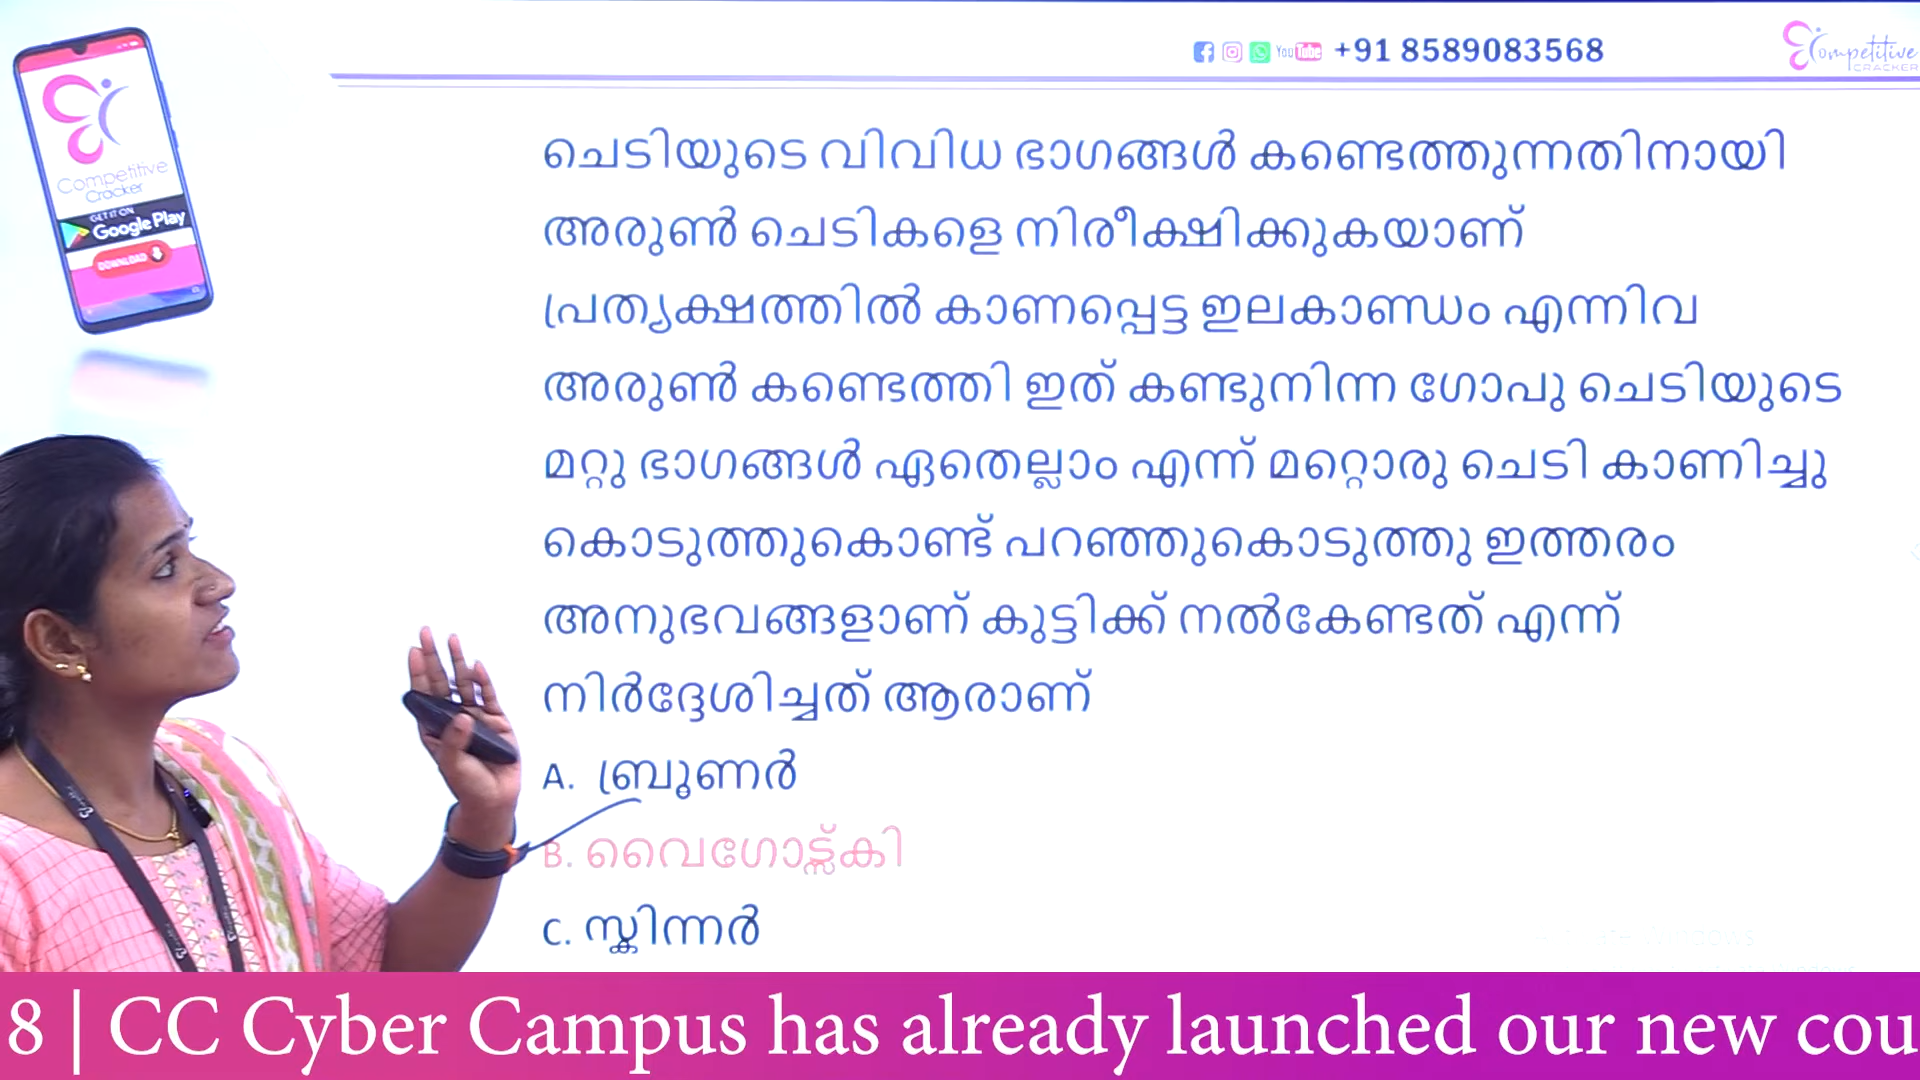 +91 8589083568
Competitive
CRACKER
Competitive
Cracker
GET IT ON
Google Play
DOWNLOAD
ചെടിയുടെ വിവിധ ഭാഗങ്ങൾ കണ്ടെത്തുന്നതിനായി
അരുൺ ചെടികളെ നിരീക്ഷിക്കുകയാണ്
പ്രത്യക്ഷത്തിൽ കാണപ്പെട്ട ഇലകാണ്ഡം എന്നിവ
അരുൺ കണ്ടെത്തി ഇത് കണ്ടുനിന്ന ഗോപു ചെടിയുടെ
മറ്റു ഭാഗങ്ങൾ ഏതെല്ലാം എന്ന് മറ്റൊരു ചെടി കാണിച്ചു
കൊടുത്തുകൊണ്ട് പറഞ്ഞുകൊടുത്തു ഇത്തരം
അനുഭവങ്ങളാണ് കുട്ടിക്ക് നൽകേണ്ടത് എന്ന്
നിർദ്ദേശിച്ചത് ആരാണ്
A. ബ്രൂണർ
B. വൈഗോട്സ്കി
C. സ്കിന്നർ
8 | CC Cyber Campus has already launched our new cou